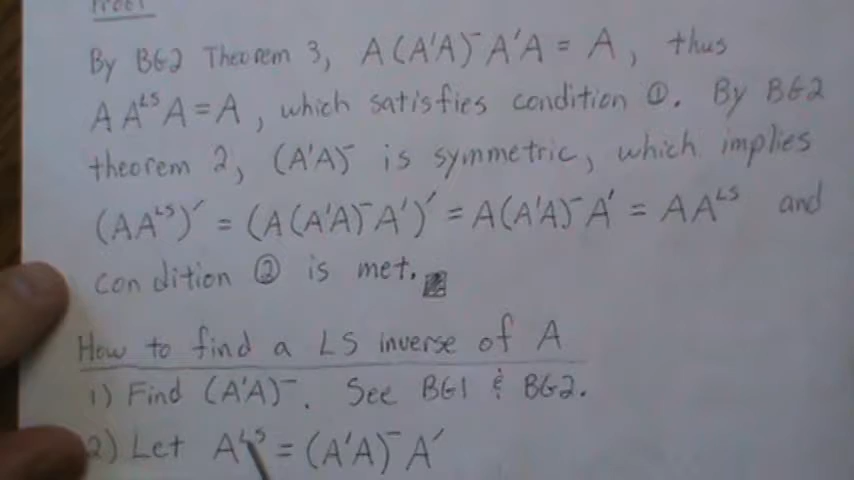 Proof
By BG2 Theorem 3, A(A'A)⁻A'A = A, thus
AA^LS A = A, which satisfies condition ①. By BG2
theorem 2, (A'A)⁻ is symmetric, which implies
(AA^LS)' = (A(A'A)⁻A')' = A(A'A)⁻A' = AA^LS and
condition ② is met.
How to find a LS inverse of A
1) Find (A'A)⁻. See BG1 & BG2.
2) Let A^LS = (A'A)⁻A'